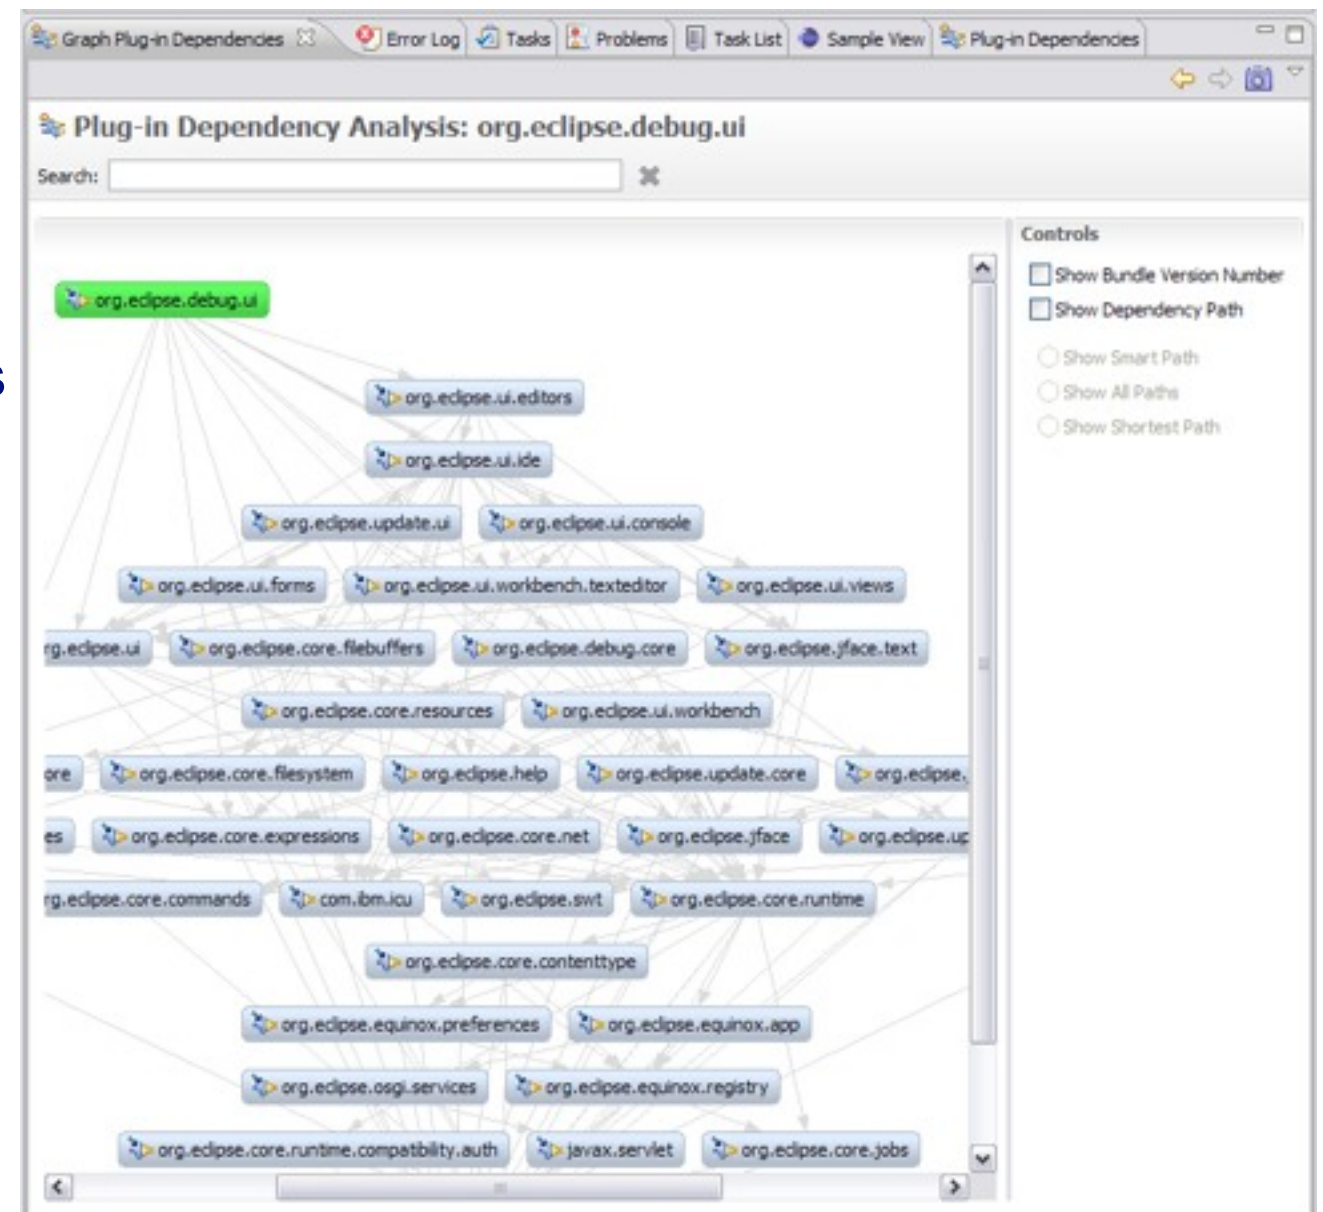 Graph Plug-in Dependencies Error Log Tasks Problems Task List Sample View Plug-in Dependencies
Plug-in Dependency Analysis: org.eclipse.debug.ui
Search:
Controls
Show Bundle Version Number
Show Dependency Path
Show Smart Path
Show All Paths
Show Shortest Path
s
org.eclipse.debug.ui
org.eclipse.ui.editors
org.eclipse.ui.ide
org.eclipse.update.ui org.eclipse.ui.console
org.eclipse.ui.forms org.eclipse.ui.workbench.texteditor org.eclipse.ui.views
rg.eclipse.ui org.eclipse.core.filebuffers org.eclipse.debug.core org.eclipse.jface.text
org.eclipse.core.resources org.eclipse.ui.workbench
ore org.eclipse.core.filesystem org.eclipse.help org.eclipse.update.core org.eclipse.
es org.eclipse.core.expressions org.eclipse.core.net org.eclipse.jface org.eclipse.up
rg.eclipse.core.commands com.ibm.icu org.eclipse.swt org.eclipse.core.runtime
org.eclipse.core.contenttype
org.eclipse.equinox.preferences org.eclipse.equinox.app
org.eclipse.osgi.services org.eclipse.equinox.registry
org.eclipse.core.runtime.compatibility.auth javax.servlet org.eclipse.core.jobs